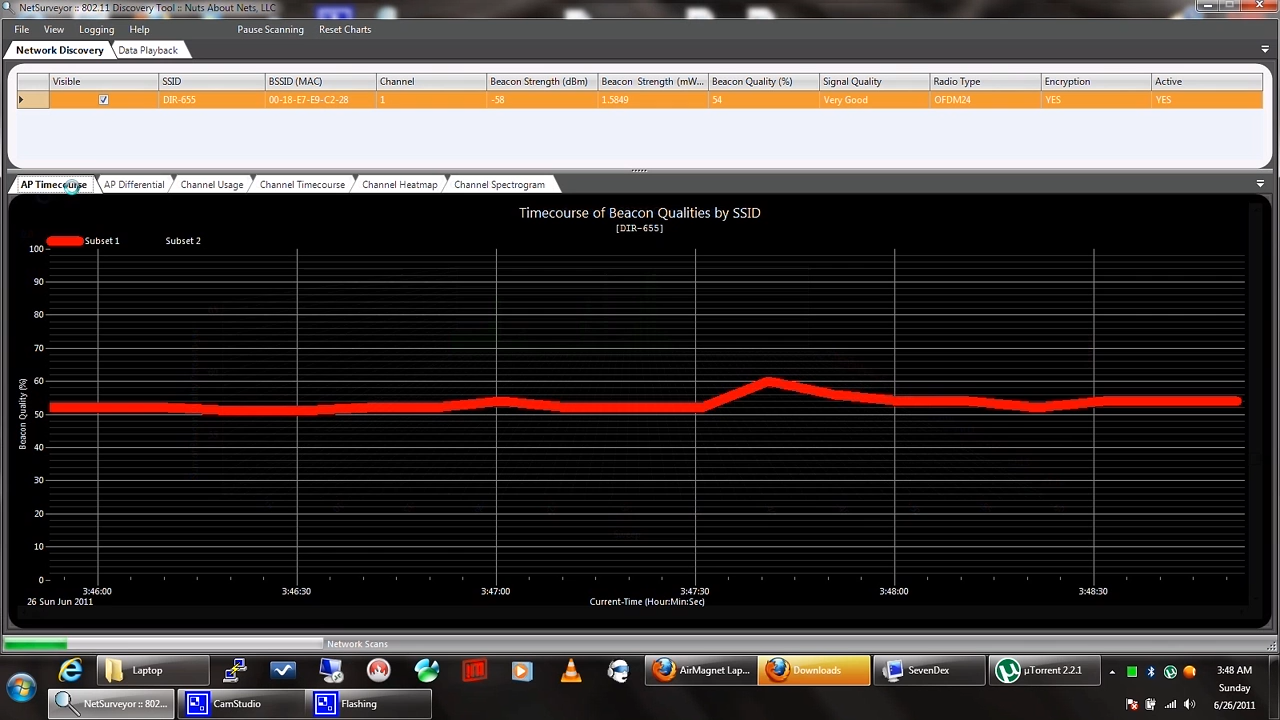 NetSurveyor :: 802.11 Discovery Tool :: Nuts About Nets, LLC
File View Logging Help Pause Scanning Reset Charts
Network Discovery Data Playback
Visible SSID BSSID (MAC) Channel Beacon Strength (dBm) Beacon Strength (mW... Beacon Quality (%) Signal Quality Radio Type Encryption Active
DIR-655 00-18-E7-E9-C2-28 1 -58 1.5849 54 Very Good OFDM24 YES YES
AP Timecourse AP Differential Channel Usage Channel Timecourse Channel Heatmap Channel Spectrogram
Timecourse of Beacon Qualities by SSID
[DIR-655]
Subset 1 Subset 2
100
90
80
70
60
50
40
30
20
10
0
Beacon Quality (%)
3:46:00 3:46:30 3:47:00 3:47:30 3:48:00 3:48:30
26 Sun Jun 2011 Current-Time (Hour:Min:Sec)
Network Scans
Laptop AirMagnet Lap... Downloads SevenDex µTorrent 2.2.1 3:48 AM
Sunday
NetSurveyor :: 802... CamStudio Flashing 6/26/2011